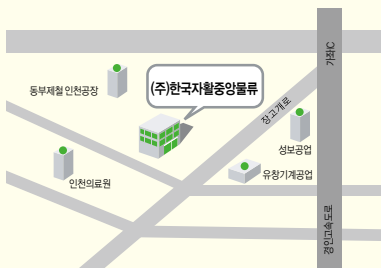 가좌IC
동부제철 인천공장
(주)한국자활중앙물류
장고개로
성보공업
유창기계공업
인천의료원
경인고속도로